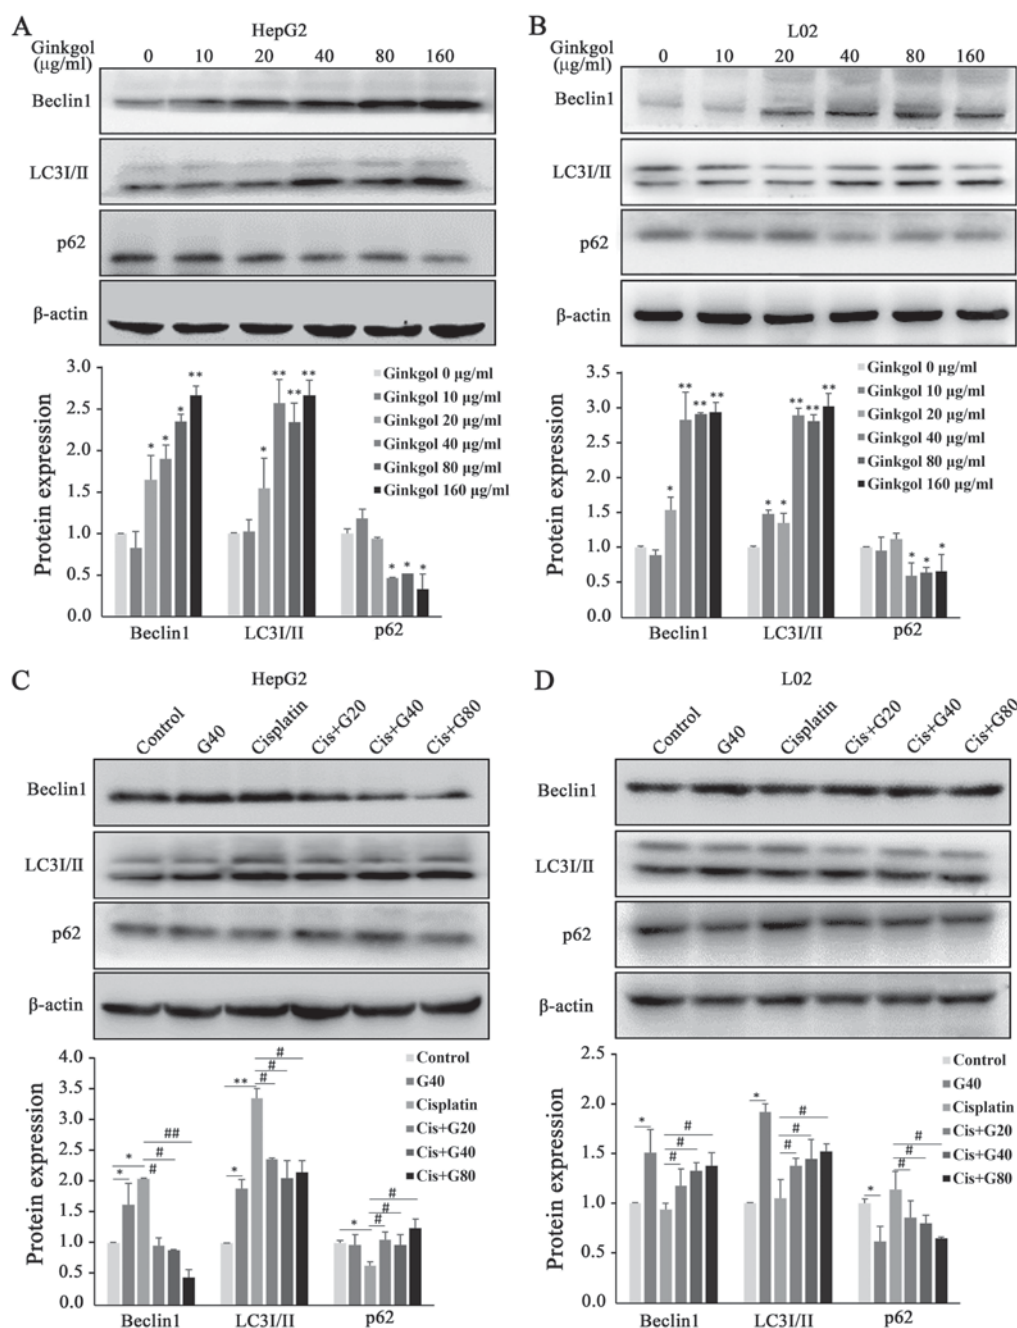 A
HepG2
Ginkgol
(μg/ml)
0 10 20 40 80 160
Beclin1
LC3I/II
p62
β-actin
Protein expression
3.0
2.5
2.0
1.5
1.0
0.5
0.0
* * * **
* ** ** **
* * *
Ginkgol 0 μg/ml
Ginkgol 10 μg/ml
Ginkgol 20 μg/ml
Ginkgol 40 μg/ml
Ginkgol 80 μg/ml
Ginkgol 160 μg/ml
Beclin1 LC3I/II p62
B
L02
Ginkgol
(μg/ml)
0 10 20 40 80 160
Beclin1
LC3I/II
p62
β-actin
Protein expression
3.5
3.0
2.5
2.0
1.5
1.0
0.5
0.0
* ** ** **
* * ** ** **
* * *
Ginkgol 0 μg/ml
Ginkgol 10 μg/ml
Ginkgol 20 μg/ml
Ginkgol 40 μg/ml
Ginkgol 80 μg/ml
Ginkgol 160 μg/ml
Beclin1 LC3I/II p62
C
HepG2
Control G40 Cisplatin Cis+G20 Cis+G40 Cis+G80
Beclin1
LC3I/II
p62
β-actin
Protein expression
4.0
3.5
3.0
2.5
2.0
1.5
1.0
0.5
0.0
* * # # ##
* ** # # #
* # # #
Control
G40
Cisplatin
Cis+G20
Cis+G40
Cis+G80
Beclin1 LC3I/II p62
D
L02
Control G40 Cisplatin Cis+G20 Cis+G40 Cis+G80
Beclin1
LC3I/II
p62
β-actin
Protein expression
2.5
2.0
1.5
1.0
0.5
0.0
* # # #
* # # #
* # # #
Control
G40
Cisplatin
Cis+G20
Cis+G40
Cis+G80
Beclin1 LC3I/II p62